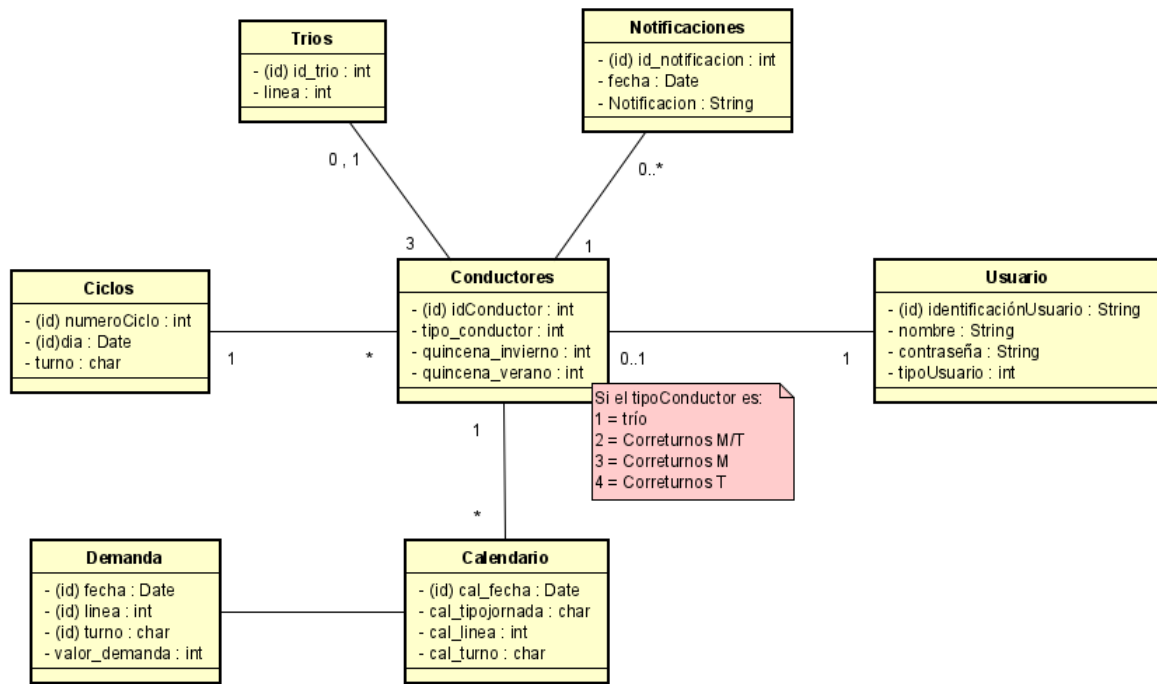 Trios
- (id) id_trio : int
- linea : int
Notificaciones
- (id) id_notificacion : int
- fecha : Date
- Notificacion : String
0 , 1
0..*
3
1
Ciclos
- (id) numeroCiclo : int
- (id)dia : Date
- turno : char
Conductores
- (id) idConductor : int
- tipo_conductor : int
- quincena_invierno : int
- quincena_verano : int
Usuario
- (id) identificaciónUsuario : String
- nombre : String
- contraseña : String
- tipoUsuario : int
1
*
0..1
1
Si el tipoConductor es:
1 = trío
2 = Correturnos M/T
3 = Correturnos M
4 = Correturnos T
1
*
Demanda
- (id) fecha : Date
- (id) linea : int
- (id) turno : char
- valor_demanda : int
Calendario
- (id) cal_fecha : Date
- cal_tipojornada : char
- cal_linea : int
- cal_turno : char